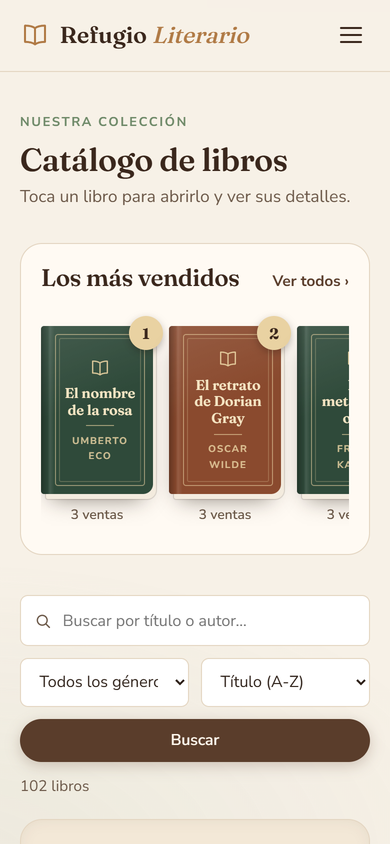 Refugio Literario
NUESTRA COLECCIÓN
Catálogo de libros
Toca un libro para abrirlo y ver sus detalles.
Los más vendidos
Ver todos ›
1
El nombre
de la rosa
UMBERTO
ECO
3 ventas
2
El retrato
de Dorian
Gray
OSCAR
WILDE
3 ventas
Buscar por título o autor...
Título (A-Z)
Todos los
Buscar
102 libros